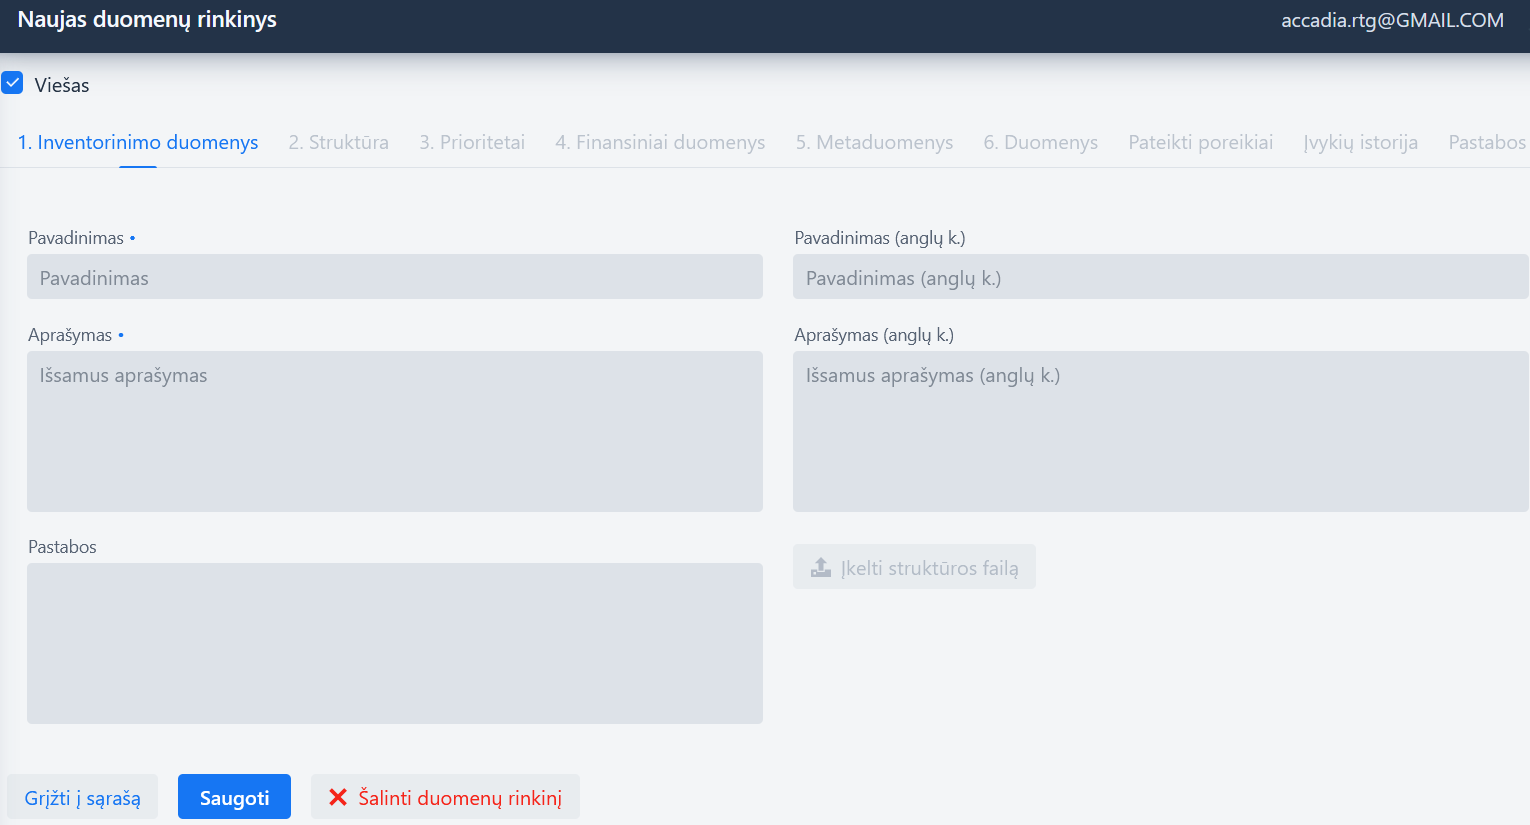 Naujas duomenų rinkinys
accadia.rtg@GMAIL.COM
Viešas
1. Inventorinimo duomenys 2. Struktūra 3. Prioritetai 4. Finansiniai duomenys 5. Metaduomenys 6. Duomenys Pateikti poreikiai Įvykių istorija Pastabos
Pavadinimas •
Pavadinimas (anglų k.)
Pavadinimas
Pavadinimas (anglų k.)
Aprašymas •
Aprašymas (anglų k.)
Išsamus aprašymas
Išsamus aprašymas (anglų k.)
Pastabos
Įkelti struktūros failą
Grįžti į sąrašą
Saugoti
Šalinti duomenų rinkinį